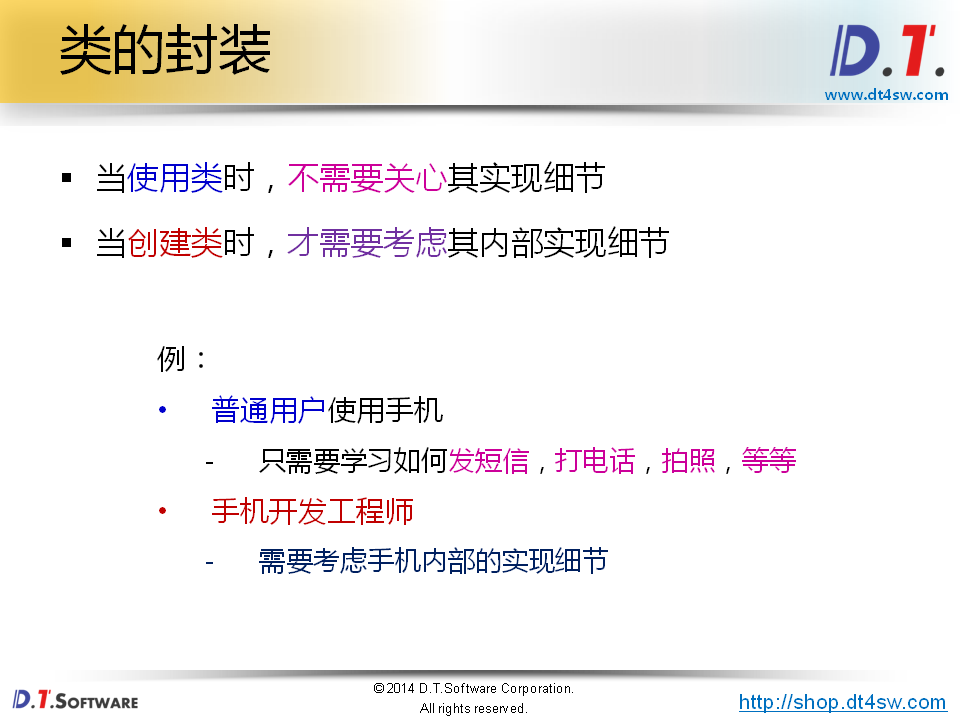 类的封装
D.T.
www.dt4sw.com
▪ 当使用类时，不需要关心其实现细节
▪ 当创建类时，才需要考虑其内部实现细节
例：
• 普通用户使用手机
- 只需要学习如何发短信，打电话，拍照，等等
• 手机开发工程师
- 需要考虑手机内部的实现细节
D.T.SOFTWARE
©2014 D.T.Software Corporation.
All rights reserved.
http://shop.dt4sw.com